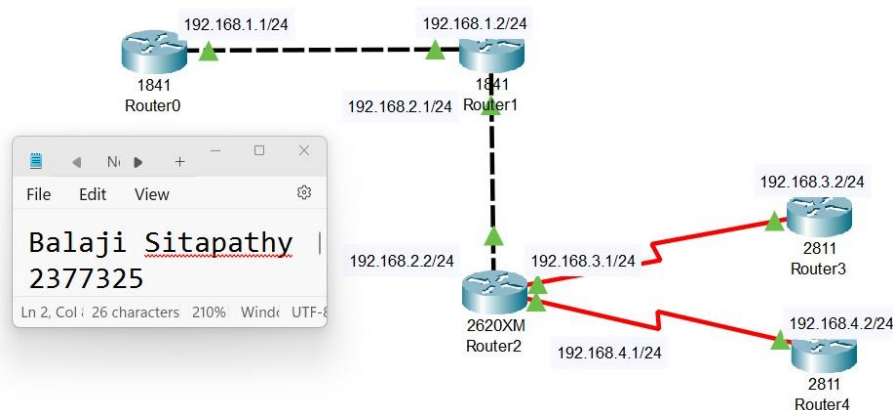 192.168.1.1/24
192.168.1.2/24
1841
Router0
1841
Router1
192.168.2.1/24
File Edit View
Balaji Sitapathy
2377325
Ln 2, Col 26 characters 210% UTF-8
192.168.3.2/24
2811
Router3
192.168.2.2/24
192.168.3.1/24
2620XM
Router2
192.168.4.1/24
192.168.4.2/24
2811
Router4